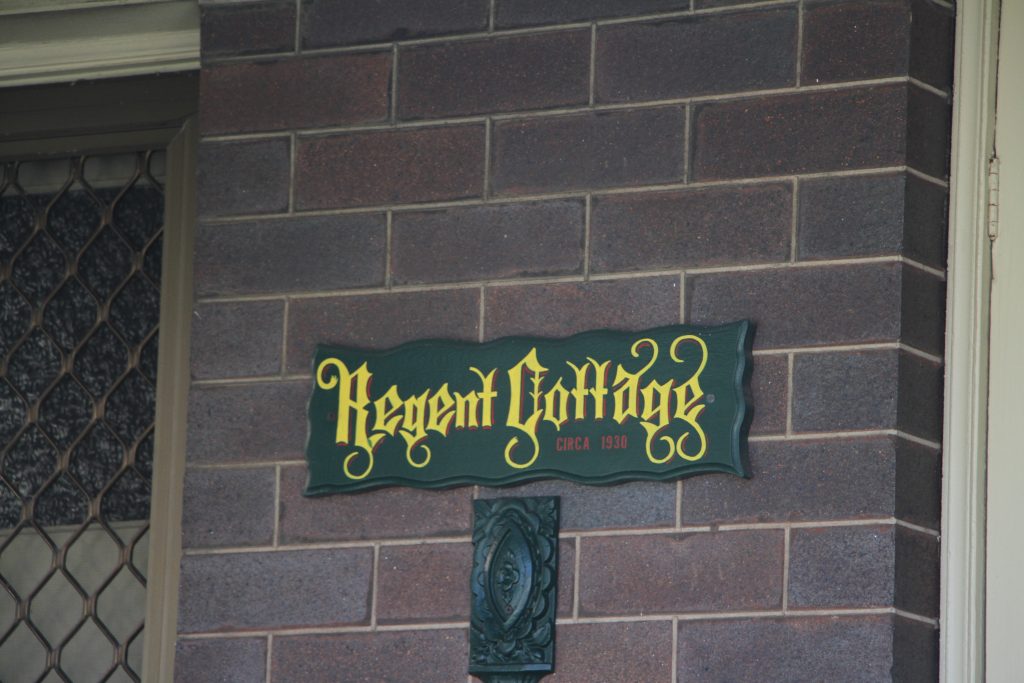 Regent Cottage
CIRCA 1930